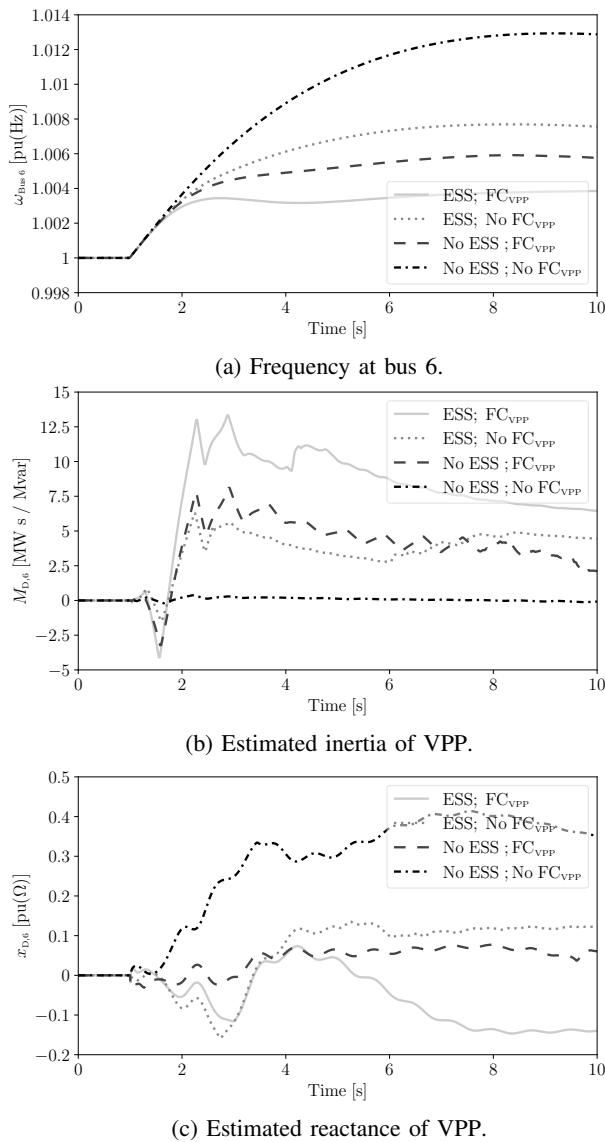 1.014
1.013
1.01
1.008
1.006
1.004
1.002
1
0.998
ω_Bus 6 [pu(Hz)]
ESS; FC_VPP
ESS; No FC_VPP
No ESS ; FC_VPP
No ESS ; No FC_VPP
0 2 4 6 8 10
Time [s]
(a) Frequency at bus 6.
15
12.5
10
7.5
5
2.5
0
−2.5
−5
M_D,6 [MW s / Mvar]
ESS; FC_VPP
ESS; No FC_VPP
No ESS ; FC_VPP
No ESS ; No FC_VPP
0 2 4 6 8 10
Time [s]
(b) Estimated inertia of VPP.
0.5
0.4
0.3
0.2
0.1
0
−0.1
−0.2
x_D,6 [pu(Ω)]
ESS; FC_VPP
ESS; No FC_VPP
No ESS ; FC_VPP
No ESS ; No FC_VPP
0 2 4 6 8 10
Time [s]
(c) Estimated reactance of VPP.